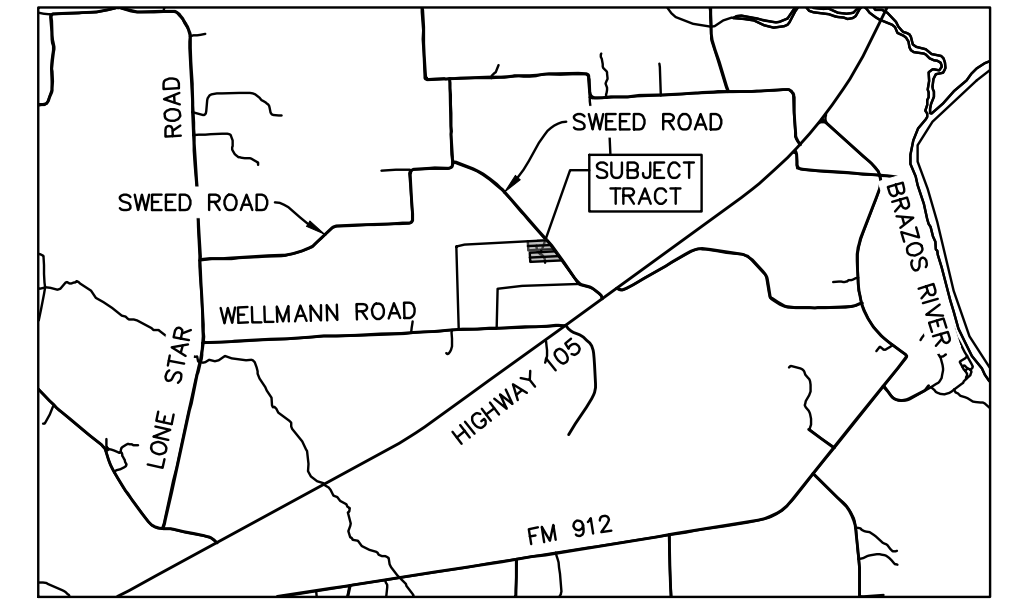 ROAD
SWEED ROAD
SUBJECT
TRACT
SWEED ROAD
BRAZOS RIVER
WELLMANN ROAD
LONE STAR
HIGHWAY 105
FM 912